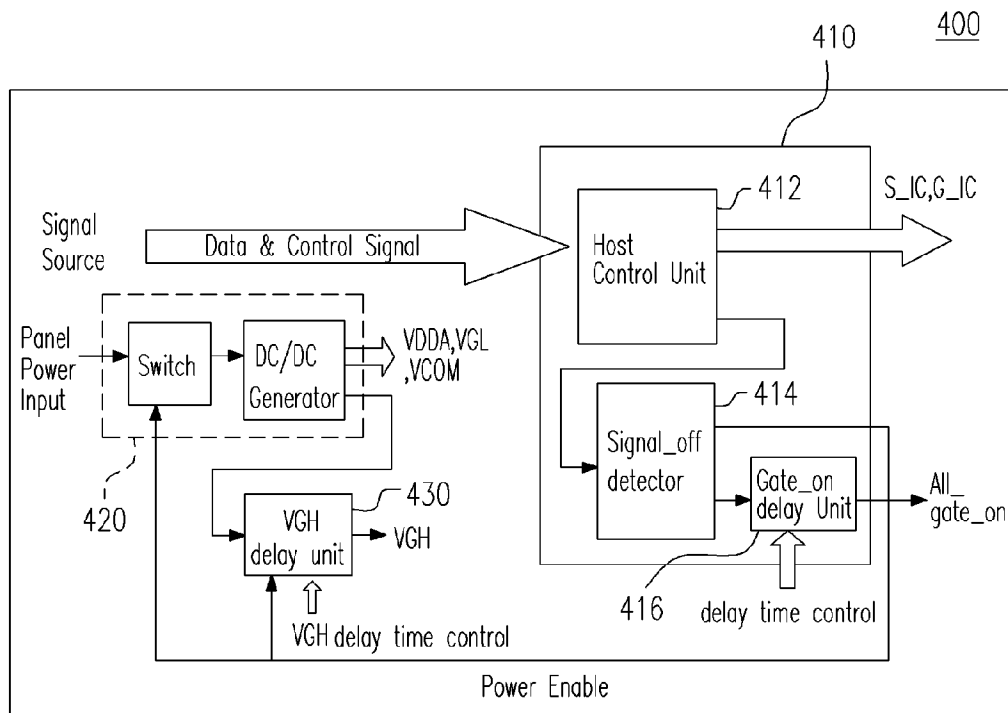 400
410
412
S_IC,G_IC
Signal
Source
Data & Control Signal
Host
Control Unit
Panel
Power
Input
Switch
DC/DC
Generator
VDDA,VGL
,VCOM
414
Signal_off
detector
Gate_on
delay Unit
All_
gate_on
420
430
VGH
delay unit
VGH
416
delay time control
VGH delay time control
Power Enable